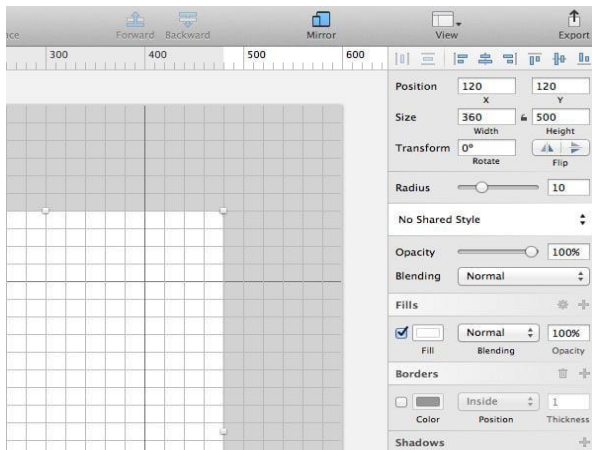 nce Forward Backward Mirror View Export
300 400 500 600
Position 120 120
X Y
Size 360 500
Width Height
Transform 0°
Rotate Flip
Radius 10
No Shared Style
Opacity 100%
Blending Normal
Fills
Normal 100%
Fill Blending Opacity
Borders
Inside 1
Color Position Thickness
Shadows